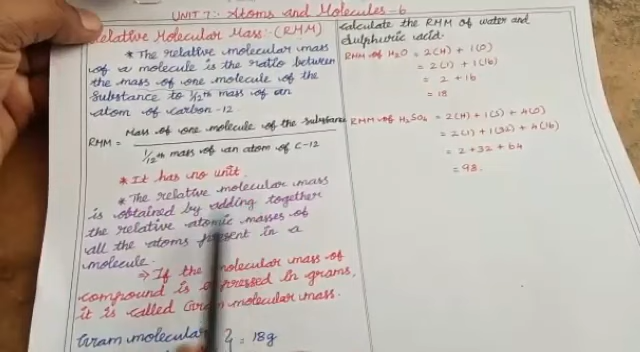 UNIT 7: Atoms and Molecules - 6
Relative Molecular Mass:- (RMM)
* The relative molecular mass
of a molecule is the ratio between
the mass of one molecule of the
substance to 1/12th mass of an
atom of carbon-12.
RMM = Mass of one molecule of the substance
1/12th mass of an atom of C-12
* It has no unit.
* The relative molecular mass
is obtained by adding together
the relative atomic masses of
all the atoms present in a
molecule.
⇒ If the molecular mass of
compound is expressed in grams,
it is called Gram molecular mass.
Gram molecular } = 18g
Calculate the RMM of water and
sulphuric acid.
RMM of H2O = 2(H) + 1(O)
= 2(1) + 1(16)
= 2 + 16
= 18
RMM of H2SO4 = 2(H) + 1(S) + 4(O)
= 2(1) + 1(32) + 4(16)
= 2 + 32 + 64
= 98.